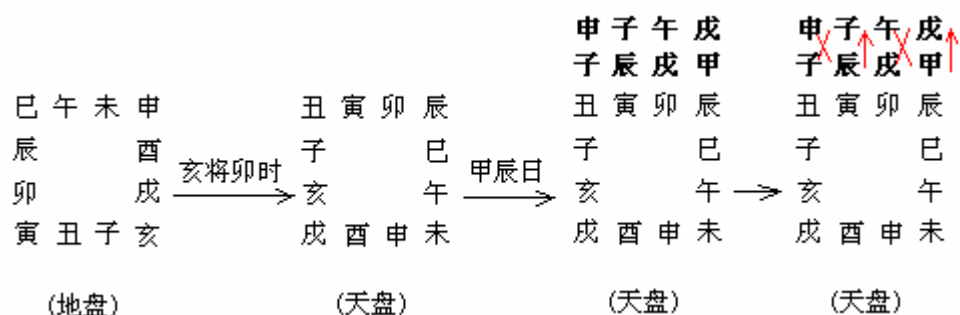 申 子 午 戌
子 辰 戌 甲
申 子 午 戌
子 辰 戌 甲
巳 午 未 申
辰 酉
卯 戌
寅 丑 子 亥
(地盘)
亥将卯时
丑 寅 卯 辰
子 巳
亥 午
戌 酉 申 未
(天盘)
甲辰日
丑 寅 卯 辰
子 巳
亥 午
戌 酉 申 未
(天盘)
丑 寅 卯 辰
子 巳
亥 午
戌 酉 申 未
(天盘)